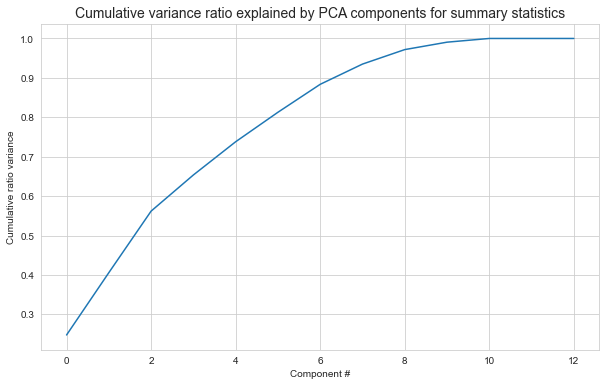 Cumulative variance ratio explained by PCA components for summary statistics
1.0
0.9
0.8
0.7
0.6
0.5
0.4
0.3
Cumulative ratio variance
0 2 4 6 8 10 12
Component #